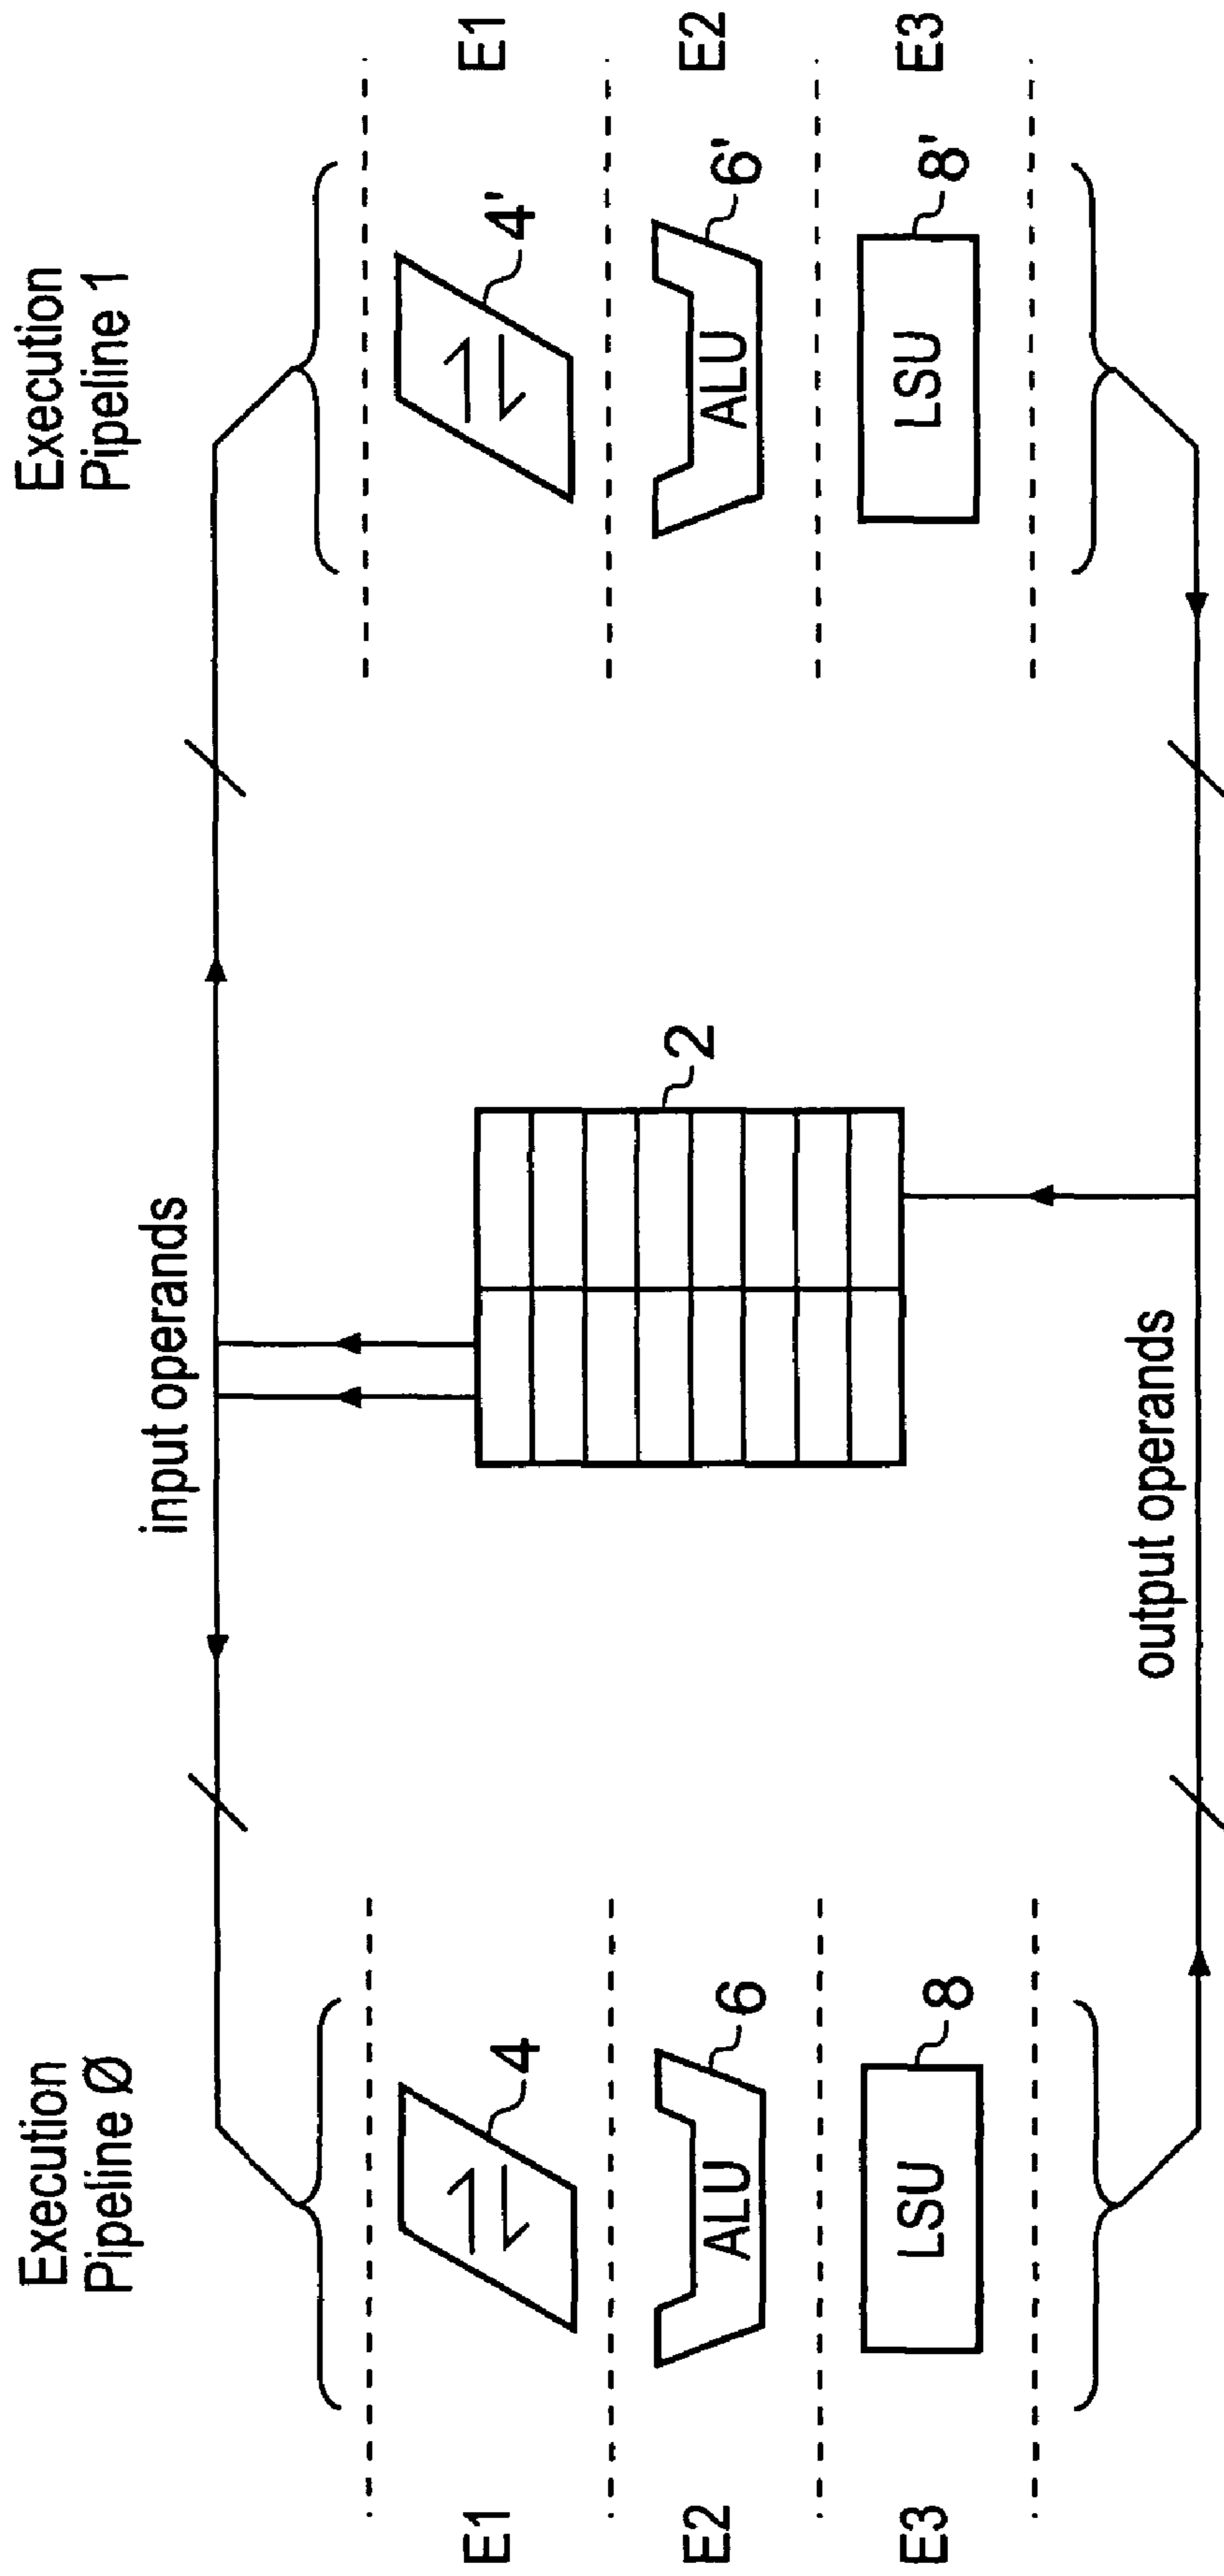 Execution
Pipeline Ø
Execution
Pipeline 1
input operands
E1
4
4'
E1
2
E2
ALU
6
ALU
6'
E2
E3
LSU
8
LSU
8'
E3
output operands